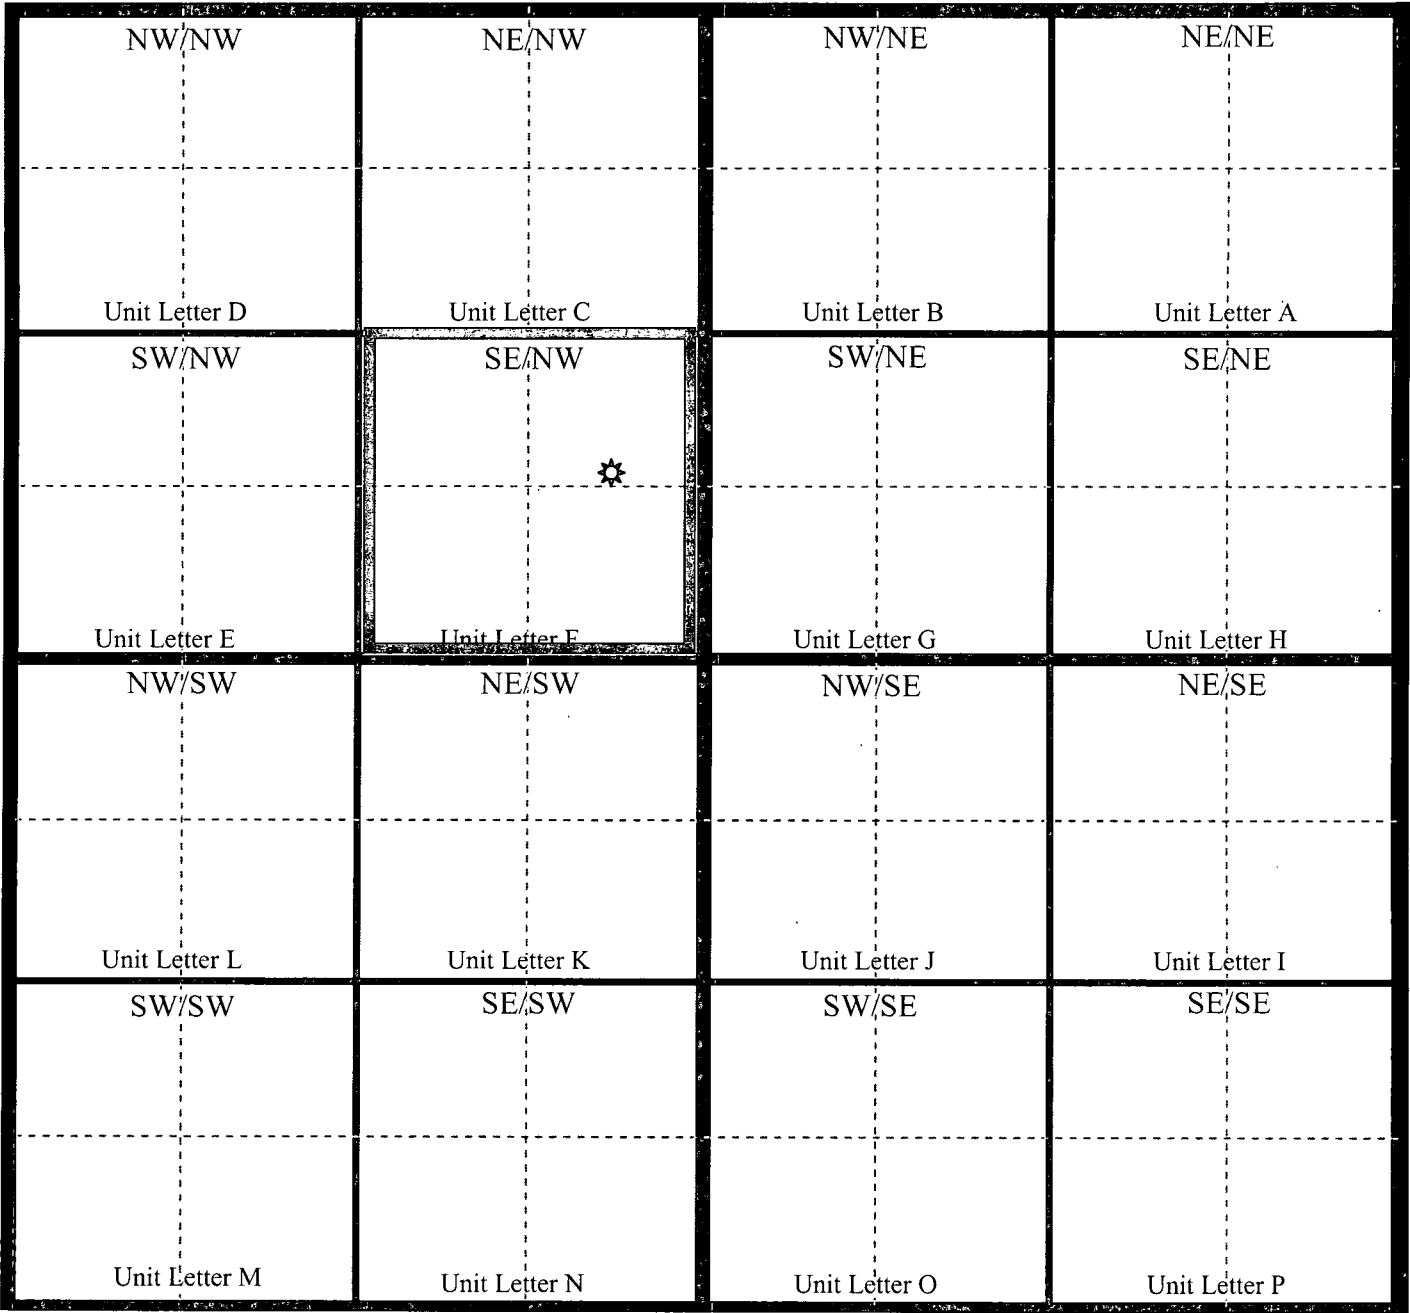 NW/NW NE/NW NW/NE NE/NE
Unit Letter D Unit Letter C Unit Letter B Unit Letter A
SW/NW SE/NW SW/NE SE/NE
Unit Letter E Unit Letter F Unit Letter G Unit Letter H
NW/SW NE/SW NW/SE NE/SE
Unit Letter L Unit Letter K Unit Letter J Unit Letter I
SW/SW SE/SW SW/SE SE/SE
Unit Letter M Unit Letter N Unit Letter O Unit Letter P